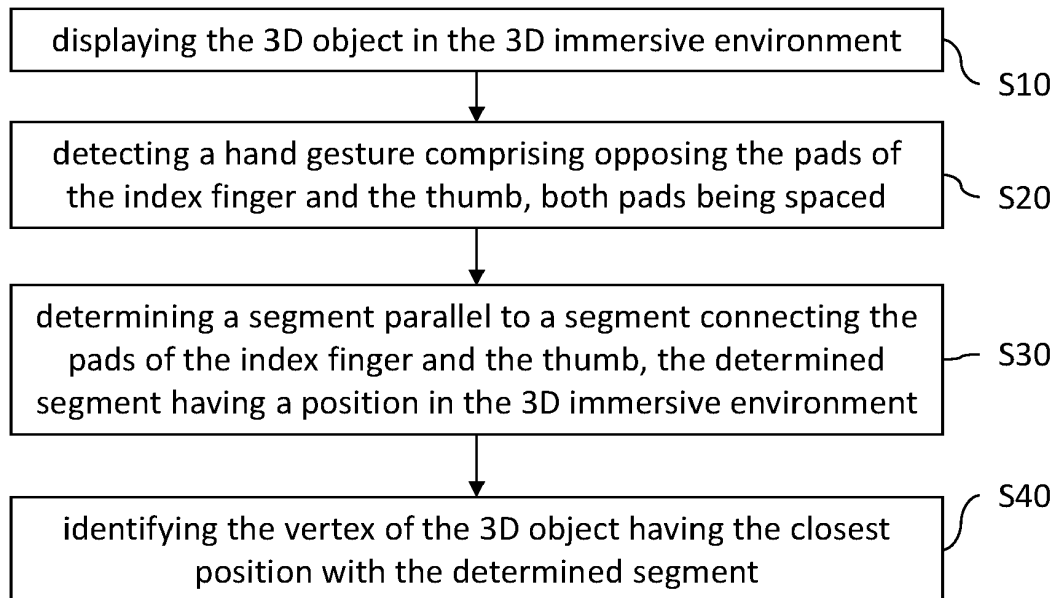 displaying the 3D object in the 3D immersive environment
S10
detecting a hand gesture comprising opposing the pads of
the index finger and the thumb, both pads being spaced
S20
determining a segment parallel to a segment connecting the
pads of the index finger and the thumb, the determined
segment having a position in the 3D immersive environment
S30
identifying the vertex of the 3D object having the closest
position with the determined segment
S40